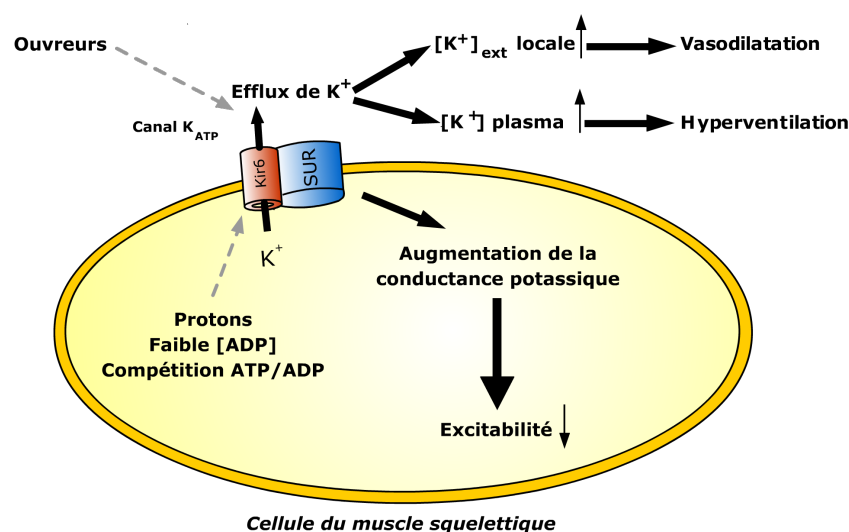 Ouvreurs
[K+]ext locale
Vasodilatation
Efflux de K+
[K+] plasma
Hyperventilation
Canal KATP
Kir6
SUR
K+
Augmentation de la
conductance potassique
Protons
Faible [ADP]
Compétition ATP/ADP
Excitabilité
Cellule du muscle squelettique